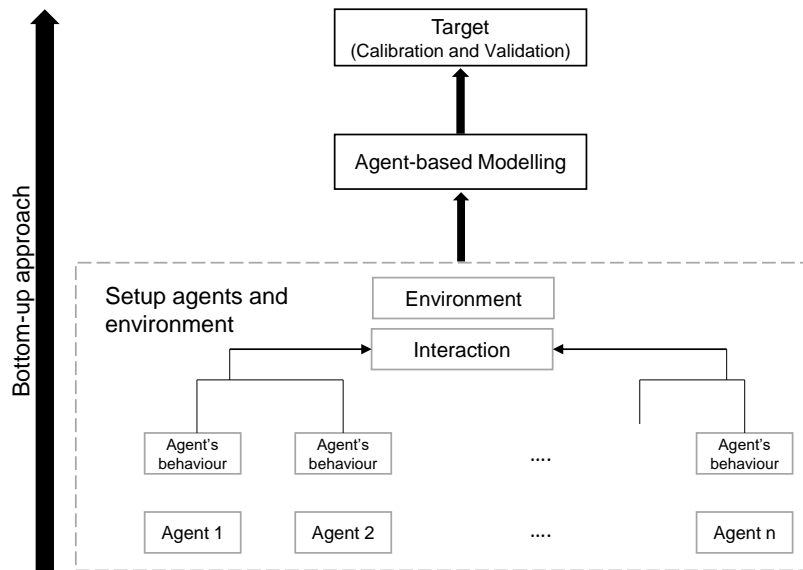 Target
(Calibration and Validation)
Agent-based Modelling
Bottom-up approach
Setup agents and
environment
Environment
Interaction
Agent's
behaviour
Agent's
behaviour
....
Agent's
behaviour
Agent 1
Agent 2
....
Agent n